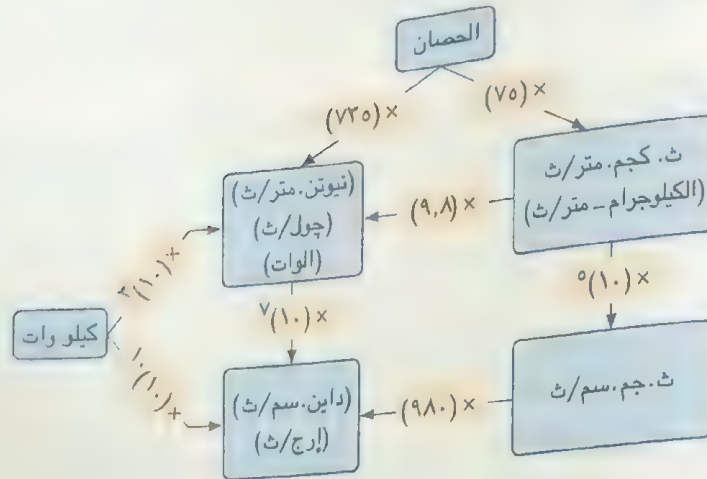 الحصان
×(٧٣٥)
×(٧٥)
ث. كجم. متر/ث
(الكيلوجرام-متر/ث)
(نيوتن.متر/ث)
(چول/ث)
(الوات)
×(٩,٨)
×(١٠)٣
×(١٠)٧
×(١٠)٥
كيلو وات
×(١٠)١٠
(داين.سم/ث)
(إرج/ث)
×(٩٨٠)
ث.جم.سم/ث